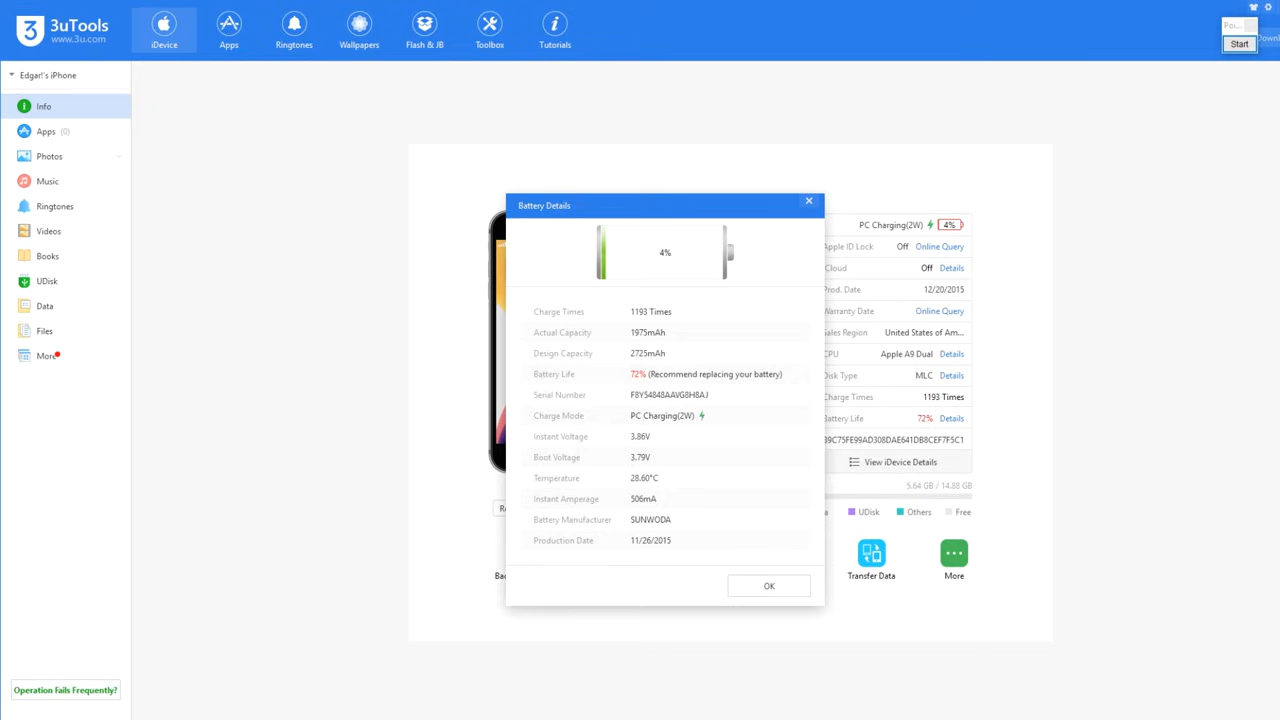 3uTools
www.3u.com
iDevice
Apps
Ringtones
Wallpapers
Flash & JB
Toolbox
Tutorials
Start
Edgar!'s iPhone
Info
Apps (0)
Photos
Music
Ringtones
Videos
Books
UDisk
Data
Files
More
Operation Fails Frequently?
Battery Details
4%
Charge Times 1193 Times
Actual Capacity 1975mAh
Design Capacity 2725mAh
Battery Life 72% (Recommend replacing your battery)
Serial Number F8Y54848AAVG8H8AJ
Charge Mode PC Charging(2W)
Instant Voltage 3.86V
Boot Voltage 3.79V
Temperature 28.60°C
Instant Amperage 506mA
Battery Manufacturer SUNWODA
Production Date 11/26/2015
OK
PC Charging(2W) 4%
Apple ID Lock Off Online Query
iCloud Off Details
Prod. Date 12/20/2015
Warranty Date Online Query
Sales Region United States of Am...
CPU Apple A9 Dual Details
Disk Type MLC Details
Charge Times 1193 Times
Battery Life 72% Details
39C75FE99AD308DAE641DB8CEF7F5C1
View iDevice Details
5.64 GB / 14.88 GB
UDisk Others Free
Transfer Data
More